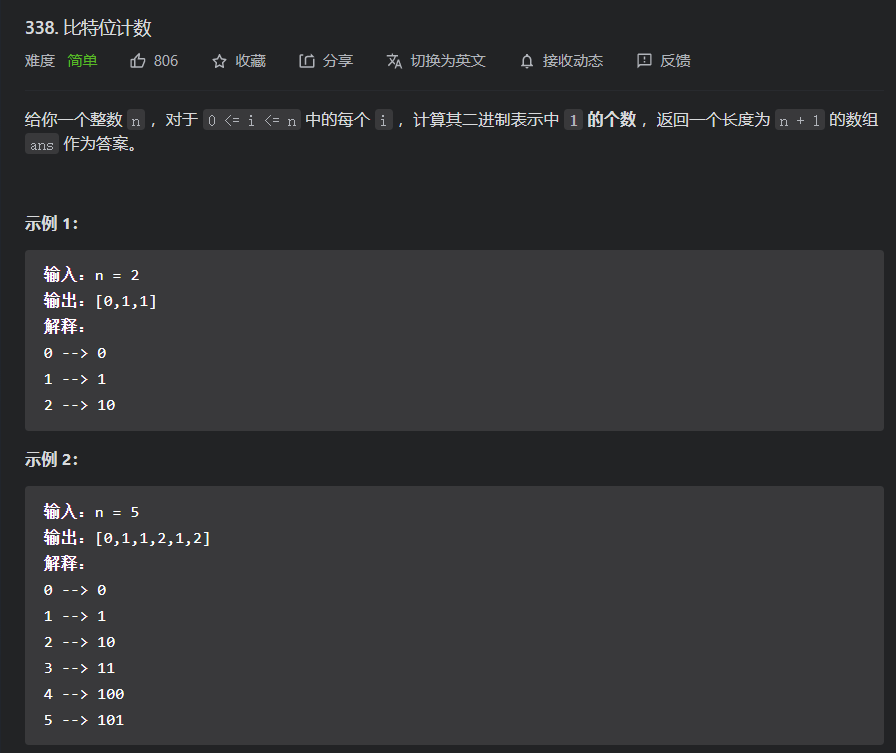 338. 比特位计数
难度 简单 806 收藏 分享 切换为英文 接收动态 反馈
给你一个整数 n ，对于 0 <= i <= n 中的每个 i ，计算其二进制表示中 1 的个数 ，返回一个长度为 n + 1 的数组
ans 作为答案。
示例 1：
输入：n = 2
输出：[0,1,1]
解释：
0 --> 0
1 --> 1
2 --> 10
示例 2：
输入：n = 5
输出：[0,1,1,2,1,2]
解释：
0 --> 0
1 --> 1
2 --> 10
3 --> 11
4 --> 100
5 --> 101